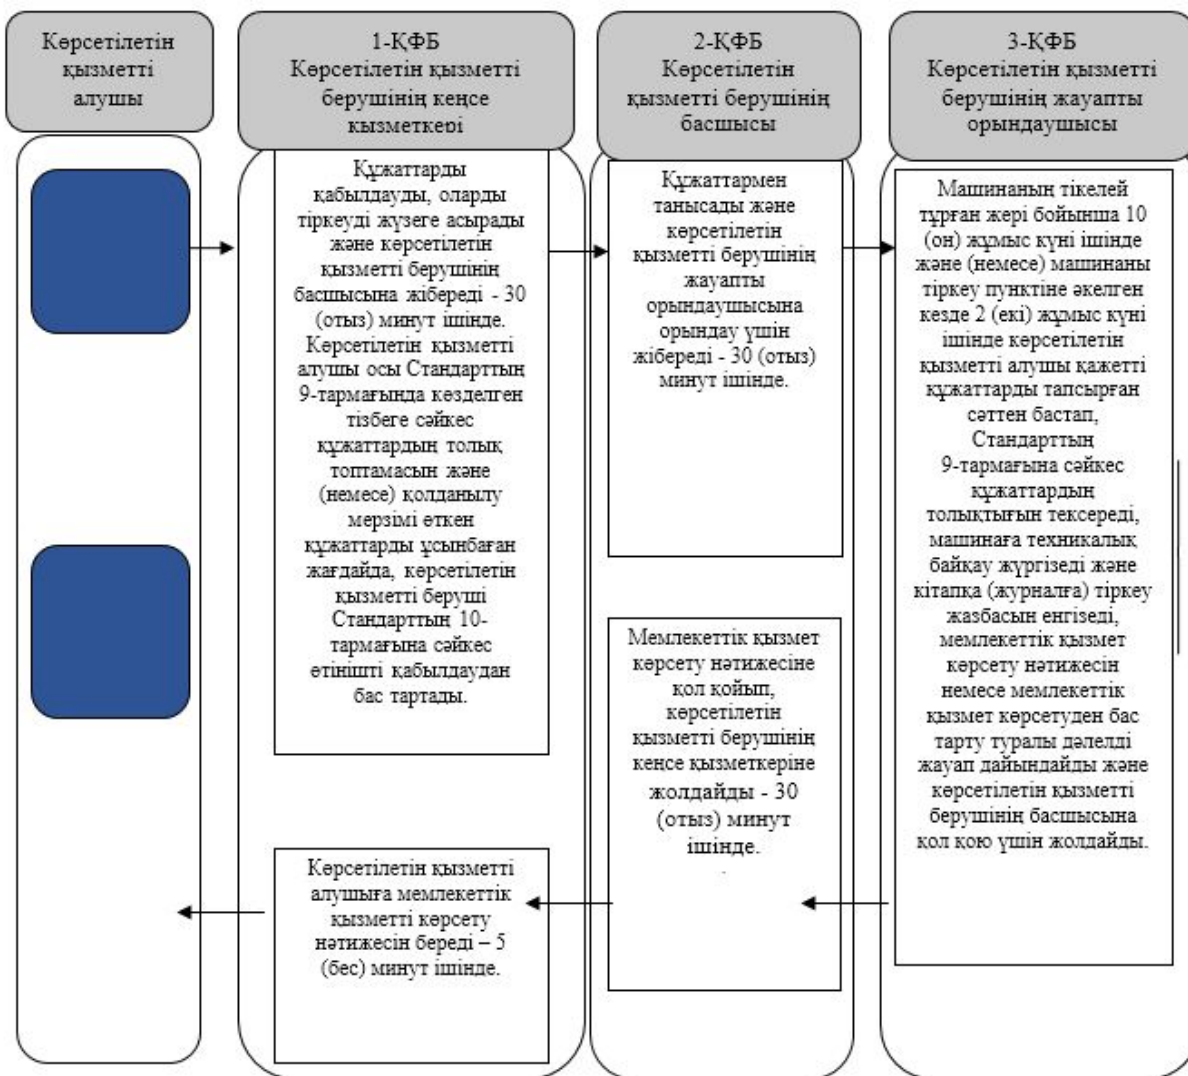 Көрсетілетін
қызметті
алушы
1-ҚФБ
Көрсетілетін қызметті
берушінің кеңсе
қызметкері
2-ҚФБ
Көрсетілетін
қызметті берушінің
басшысы
3-ҚФБ
Көрсетілетін қызметті
берушінің жауапты
орындаушысы
Құжаттарды
қабылдауды, оларды
тіркеуді жүзеге асырады
және көрсетілетін
қызметті берушінің
басшысына жібереді - 30
(отыз) минут ішінде.
Көрсетілетін қызметті
алушы осы Стандарттың
9-тармағында көзделген
тізбеге сәйкес
құжаттардың толық
топтамасын және
(немесе) қолданылу
мерзімі өткен
құжаттарды ұсынбаған
жағдайда, көрсетілетін
қызметті беруші
Стандарттың 10-
тармағына сәйкес
өтінішті қабылдаудан
бас тартады.
Құжаттармен
танысады және
көрсетілетін
қызметті берушінің
жауапты
орындаушысына
орындау үшін
жібереді - 30 (отыз)
минут ішінде.
Машинаның тікелей
тұрған жері бойынша 10
(он) жұмыс күні ішінде
және (немесе) машинаны
тіркеу пунктіне әкелген
кезде 2 (екі) жұмыс күні
ішінде көрсетілетін
қызметті алушы қажетті
құжаттарды тапсырған
сәттен бастап,
Стандарттың
9-тармағына сәйкес
құжаттардың
толықтығын тексереді,
машинаға техникалық
байқау жүргізеді және
кітапқа (журналға) тіркеу
жазбасын енгізеді,
мемлекеттік қызмет
көрсету нәтижесін
немесе мемлекеттік
қызмет көрсетуден бас
тарту туралы дәлелді
жауап дайындайды және
көрсетілетін қызметті
берушінің басшысына
қол қою үшін жолдайды.
Мемлекеттік қызмет
көрсету нәтижесіне
қол қойып,
көрсетілетін
қызметті берушінің
кеңсе қызметкеріне
жолдайды - 30
(отыз) минут
ішінде.
.
Көрсетілетін қызметті
алушыға мемлекеттік
қызметті көрсету
нәтижесін береді – 5
(бес) минут ішінде.